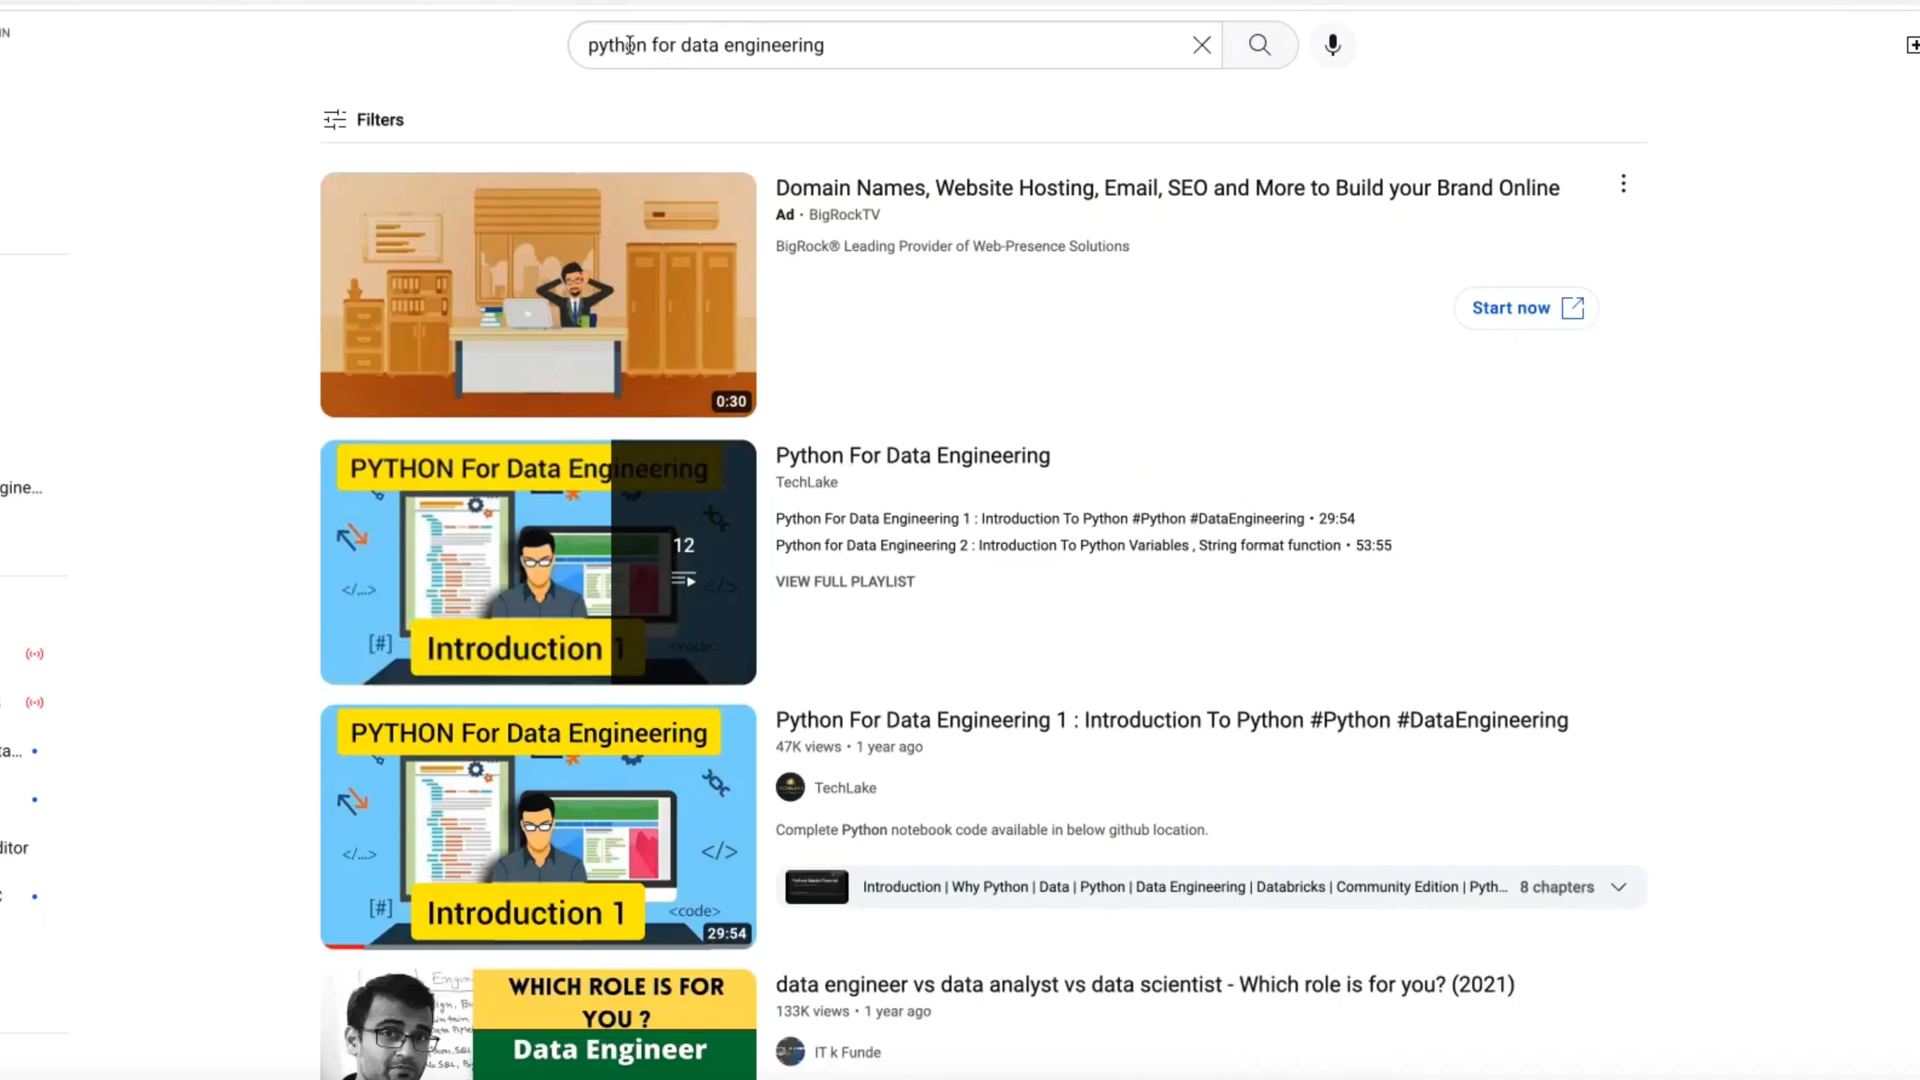 IN
python for data engineering
Filters
Domain Names, Website Hosting, Email, SEO and More to Build your Brand Online
Ad · BigRockTV
BigRock® Leading Provider of Web-Presence Solutions
Start now
0:30
PYTHON For Data Engineering
12
</...>
</>
[#]
Introduction 1
<code>
Python For Data Engineering
TechLake
Python For Data Engineering 1 : Introduction To Python #Python #DataEngineering · 29:54
Python for Data Engineering 2 : Introduction To Python Variables , String format function · 53:55
VIEW FULL PLAYLIST
gine...
PYTHON For Data Engineering
</...>
</>
[#]
Introduction 1
<code>
29:54
Python For Data Engineering 1 : Introduction To Python #Python #DataEngineering
47K views · 1 year ago
TechLake
Complete Python notebook code available in below github location.
Introduction | Why Python | Data | Python | Data Engineering | Databricks | Community Edition | Pyth... 8 chapters
ta...
ditor
WHICH ROLE IS FOR
YOU ?
Data Engineer
data engineer vs data analyst vs data scientist - Which role is for you? (2021)
133K views · 1 year ago
IT k Funde